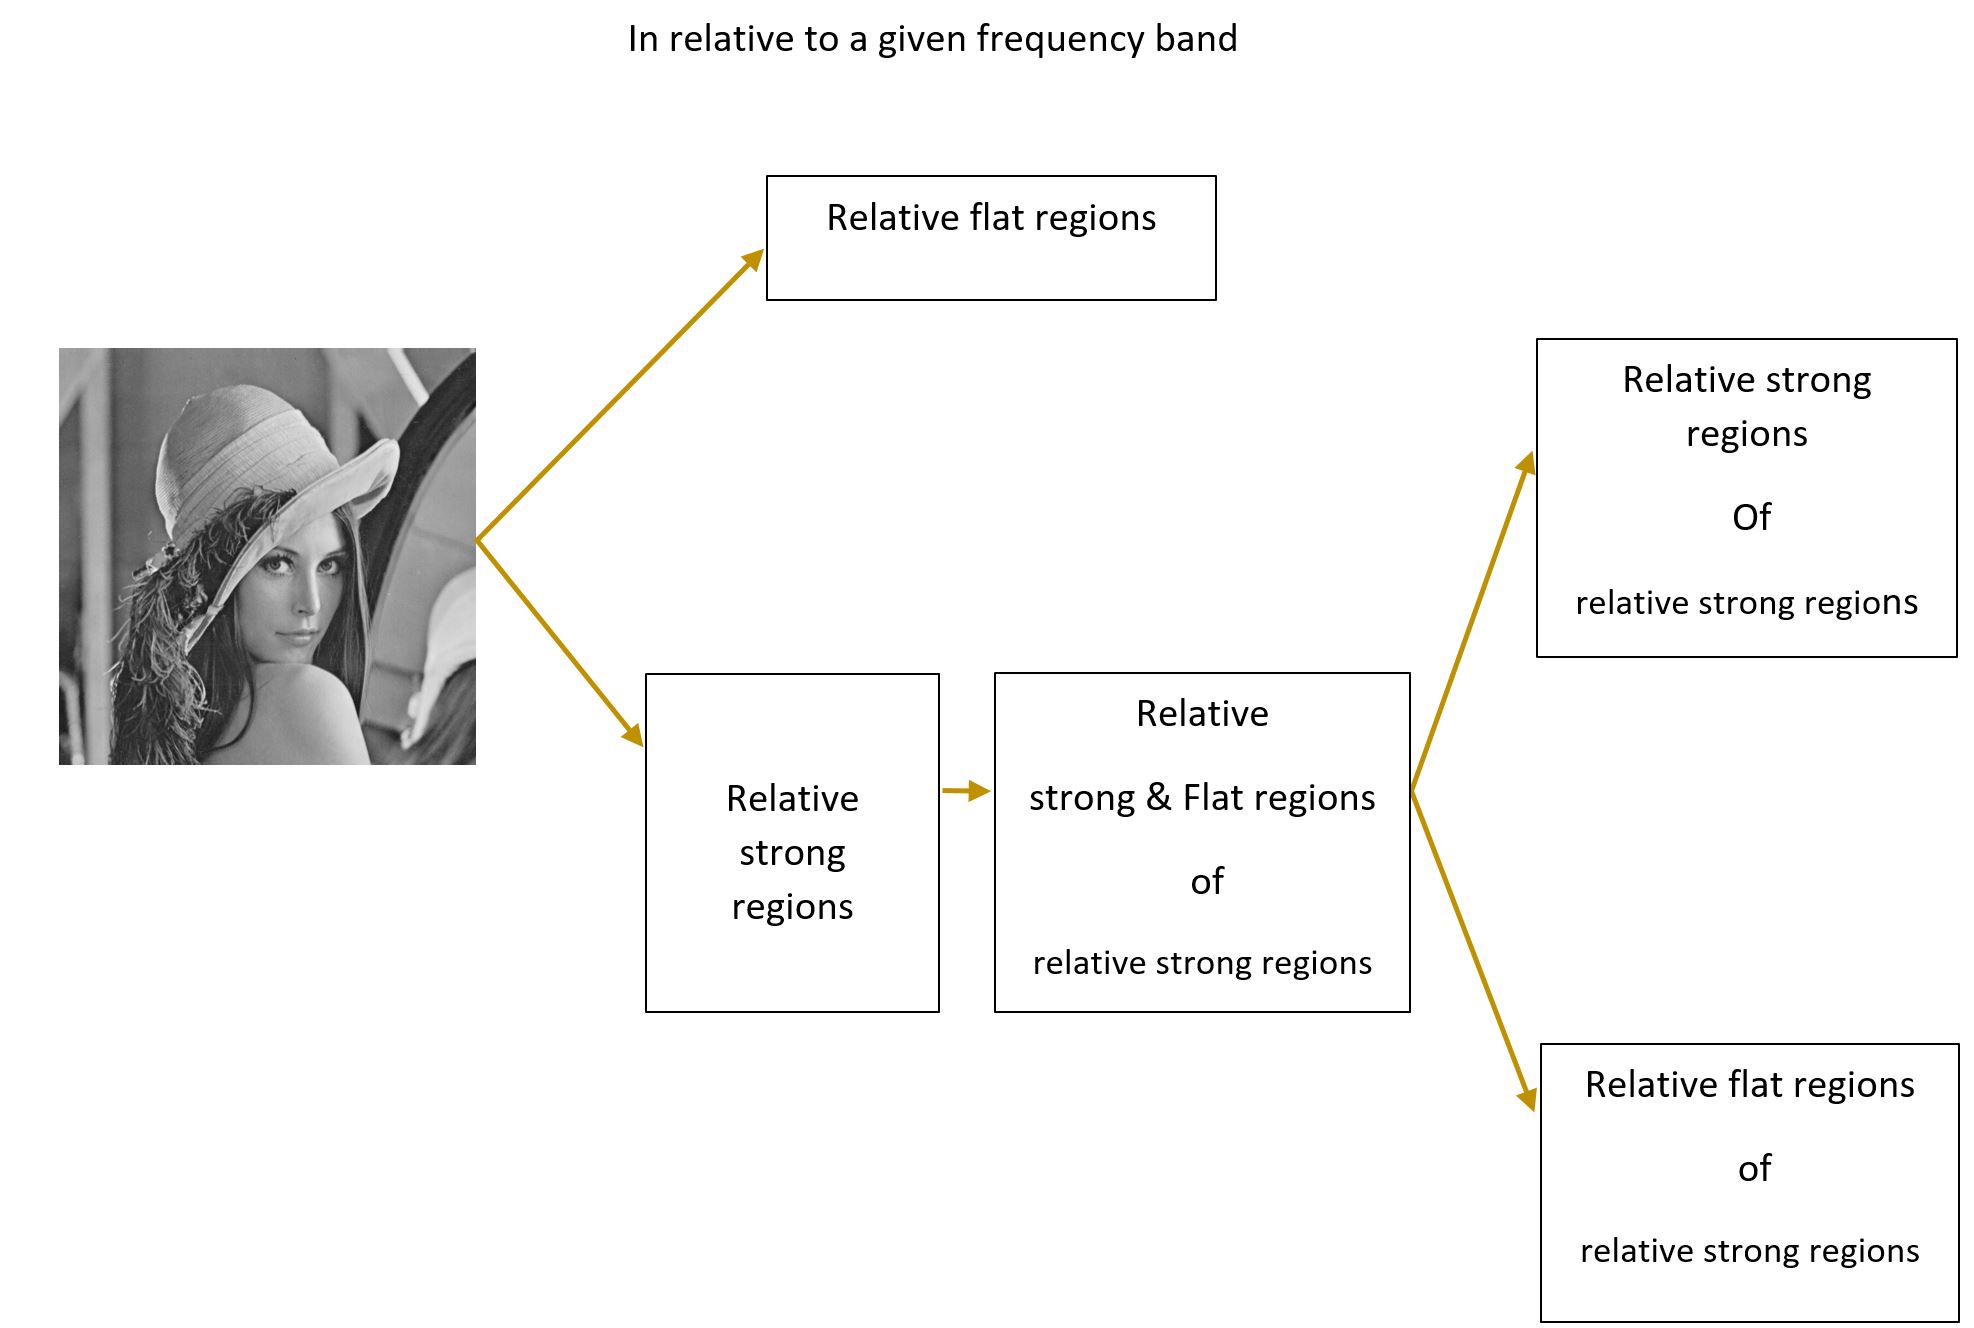 In relative to a given frequency band
Relative flat regions
Relative strong
regions
Of
relative strong regions
Relative
strong
regions
Relative
strong & Flat regions
of
relative strong regions
Relative flat regions
of
relative strong regions